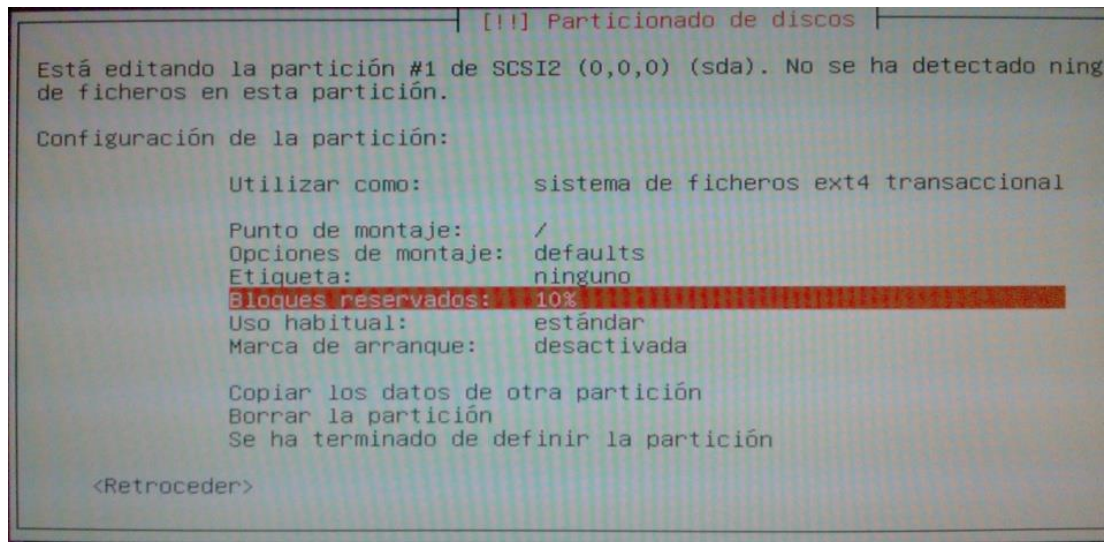 [!!] Particionado de discos
Está editando la partición #1 de SCSI2 (0,0,0) (sda). No se ha detectado ning
de ficheros en esta partición.
Configuración de la partición:
Utilizar como: sistema de ficheros ext4 transaccional
Punto de montaje: /
Opciones de montaje: defaults
Etiqueta: ninguno
Bloques reservados: 10%
Uso habitual: estándar
Marca de arranque: desactivada
Copiar los datos de otra partición
Borrar la partición
Se ha terminado de definir la partición
<Retroceder>